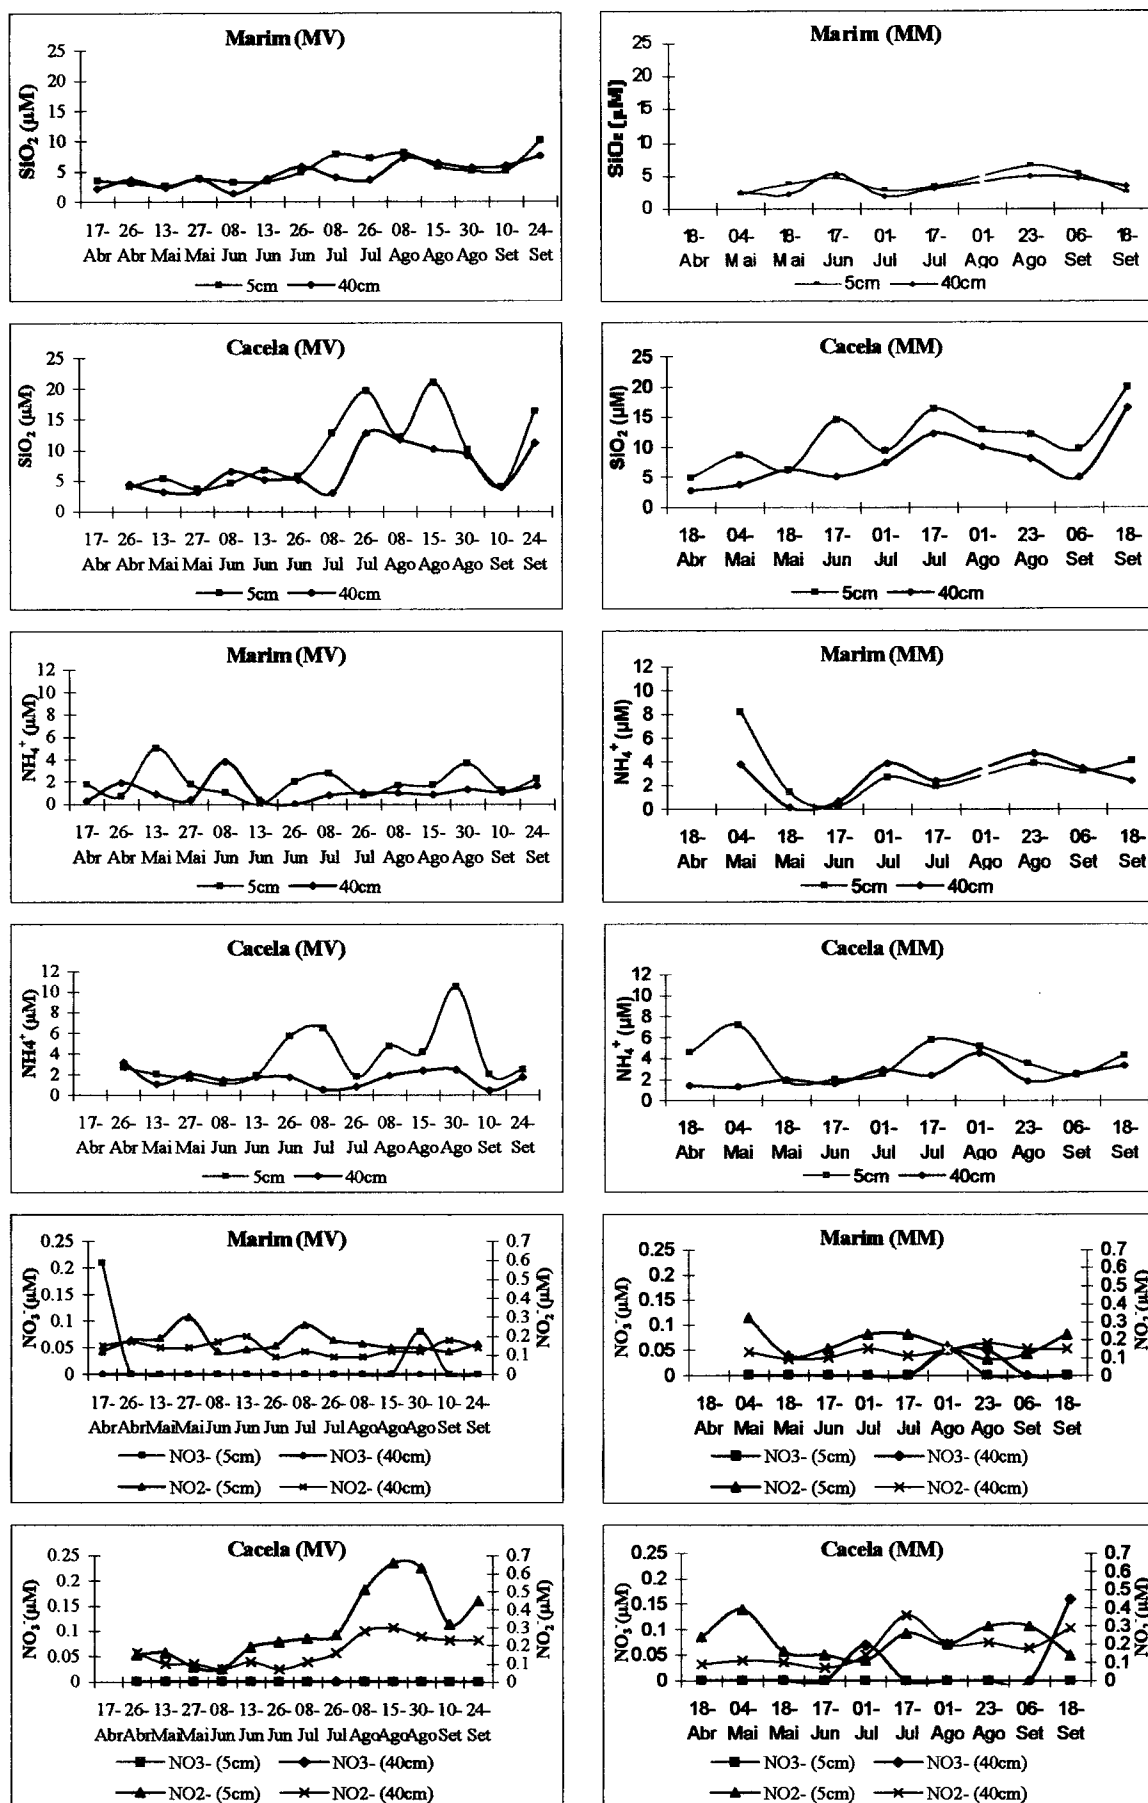 Marim (MV)
SiO₂ (µM)
25
20
15
10
5
0
17- 26- 13- 27- 08- 13- 26- 08- 26- 08- 15- 30- 10- 24-
Abr Abr Mai Mai Jun Jun Jun Jul Jul Ago Ago Ago Set Set
5cm 40cm
Marim (MM)
SiO₂ (µM)
25
20
15
10
5
0
18- 04- 18- 17- 01- 17- 01- 23- 06- 18-
Abr Mai Mai Jun Jul Jul Ago Ago Set Set
5cm 40cm
Cacela (MV)
SiO₂ (µM)
25
20
15
10
5
0
17- 26- 13- 27- 08- 13- 26- 08- 26- 08- 15- 30- 10- 24-
Abr Abr Mai Mai Jun Jun Jun Jul Jul Ago Ago Ago Set Set
5cm 40cm
Cacela (MM)
SiO₂ (µM)
25
20
15
10
5
0
18- 04- 18- 17- 01- 17- 01- 23- 06- 18-
Abr Mai Mai Jun Jul Jul Ago Ago Set Set
5cm 40cm
Marim (MV)
NH₄⁺ (µM)
12
10
8
6
4
2
0
17- 26- 13- 27- 08- 13- 26- 08- 26- 08- 15- 30- 10- 24-
Abr Abr Mai Mai Jun Jun Jun Jul Jul Ago Ago Ago Set Set
5cm 40cm
Marim (MM)
NH₄⁺ (µM)
12
10
8
6
4
2
0
18- 04- 18- 17- 01- 17- 01- 23- 06- 18-
Abr Mai Mai Jun Jul Jul Ago Ago Set Set
5cm 40cm
Cacela (MV)
NH4⁺ (µM)
12
10
8
6
4
2
0
17- 26- 13- 27- 08- 13- 26- 08- 26- 08- 15- 30- 10- 24-
Abr Abr Mai Mai Jun Jun Jun Jul Jul Ago Ago Ago Set Set
5cm 40cm
Cacela (MM)
NH₄⁺ (µM)
12
10
8
6
4
2
0
18- 04- 18- 17- 01- 17- 01- 23- 06- 18-
Abr Mai Mai Jun Jul Jul Ago Ago Set Set
5cm 40cm
Marim (MV)
NO₃⁻ (µM)
0.25
0.2
0.15
0.1
0.05
0
NO₂⁻ (µM)
0.7
0.6
0.5
0.4
0.3
0.2
0.1
0
17- 26- 13- 27- 08- 13- 26- 08- 26- 08- 15- 30- 10- 24-
Abr Abr Mai Mai Jun Jun Jun Jul Jul Ago Ago Ago Set Set
NO3- (5cm) NO3- (40cm)
NO2- (5cm) NO2- (40cm)
Marim (MM)
NO₃⁻ (µM)
0.25
0.2
0.15
0.1
0.05
0
NO₂⁻ (µM)
0.7
0.6
0.5
0.4
0.3
0.2
0.1
0
18- 04- 18- 17- 01- 17- 01- 23- 06- 18-
Abr Mai Mai Jun Jul Jul Ago Ago Set Set
NO3- (5cm) NO3- (40cm)
NO2- (5cm) NO2- (40cm)
Cacela (MV)
NO₃⁻ (µM)
0.25
0.2
0.15
0.1
0.05
0
NO₂⁻ (µM)
0.7
0.6
0.5
0.4
0.3
0.2
0.1
0
17- 26- 13- 27- 08- 13- 26- 08- 26- 08- 15- 30- 10- 24-
Abr Abr Mai Mai Jun Jun Jun Jul Jul Ago Ago Ago Set Set
NO3- (5cm) NO3- (40cm)
NO2- (5cm) NO2- (40cm)
Cacela (MM)
NO₃⁻ (µM)
0.25
0.2
0.15
0.1
0.05
0
NO₂⁻ (µM)
0.7
0.6
0.5
0.4
0.3
0.2
0.1
0
18- 04- 18- 17- 01- 17- 01- 23- 06- 18-
Abr Mai Mai Jun Jul Jul Ago Ago Set Set
NO3- (5cm) NO3- (40cm)
NO2- (5cm) NO2- (40cm)